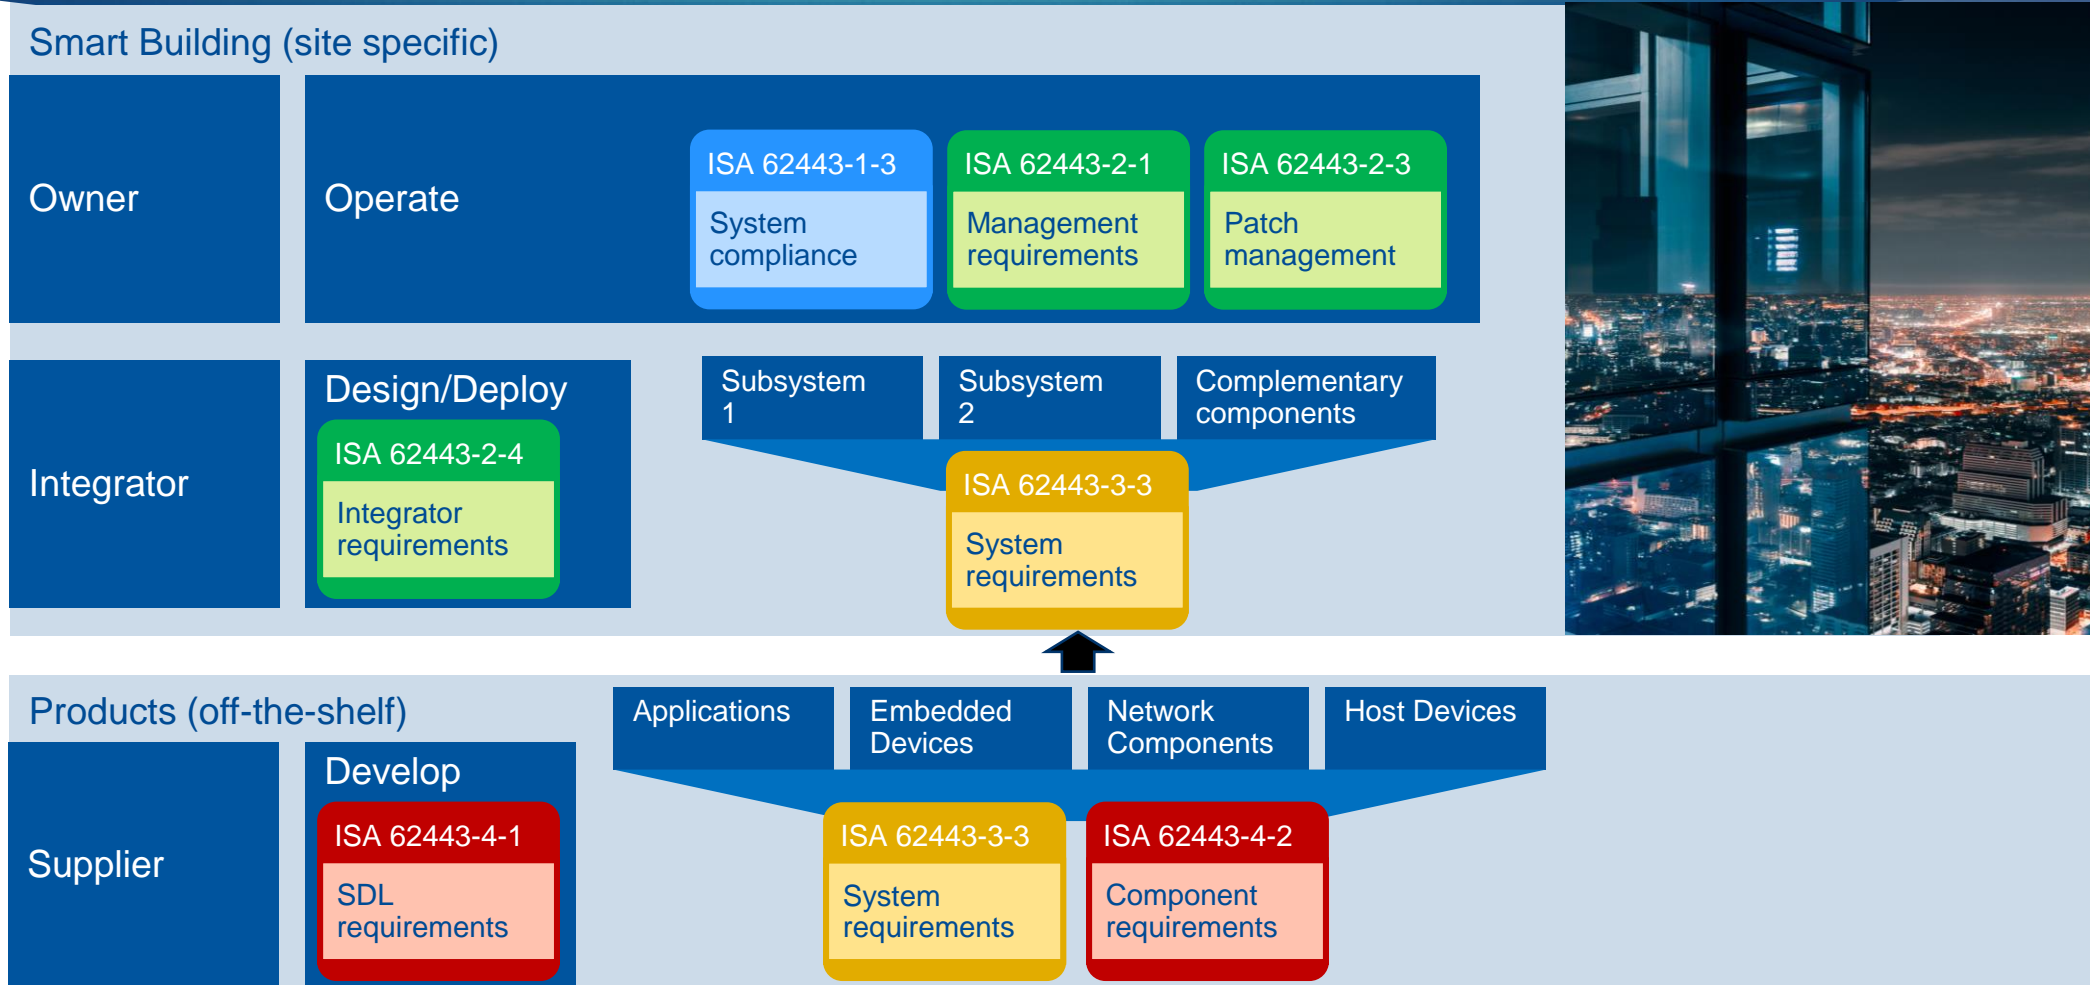 Smart Building (site specific)
Owner
Operate
ISA 62443-1-3
System
compliance
ISA 62443-2-1
Management
requirements
ISA 62443-2-3
Patch
management
Integrator
Design/Deploy
ISA 62443-2-4
Integrator
requirements
Subsystem
1
Subsystem
2
Complementary
components
ISA 62443-3-3
System
requirements
Products (off-the-shelf)
Supplier
Develop
ISA 62443-4-1
SDL
requirements
Applications
Embedded
Devices
Network
Components
Host Devices
ISA 62443-3-3
System
requirements
ISA 62443-4-2
Component
requirements